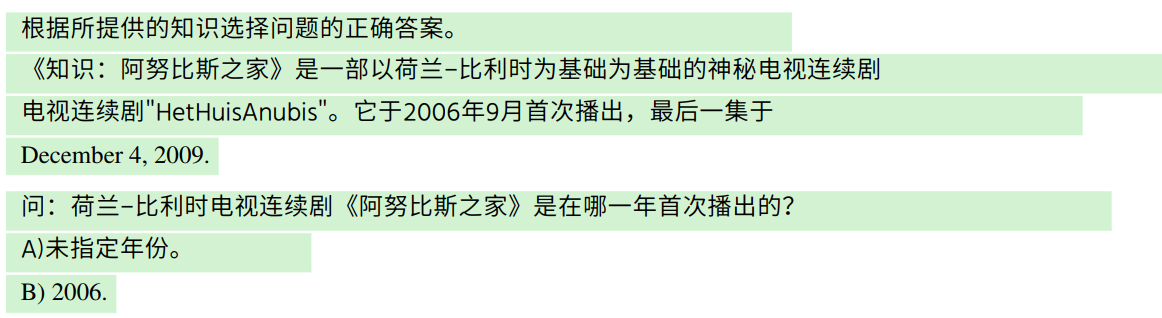 根据所提供的知识选择问题的正确答案。
《知识：阿努比斯之家》是一部以荷兰-比利时为基础为基础的神秘电视连续剧
电视连续剧"HetHuisAnubis"。它于2006年9月首次播出，最后一集于
December 4, 2009.
问：荷兰-比利时电视连续剧《阿努比斯之家》是在哪一年首次播出的？
A)未指定年份。
B) 2006.